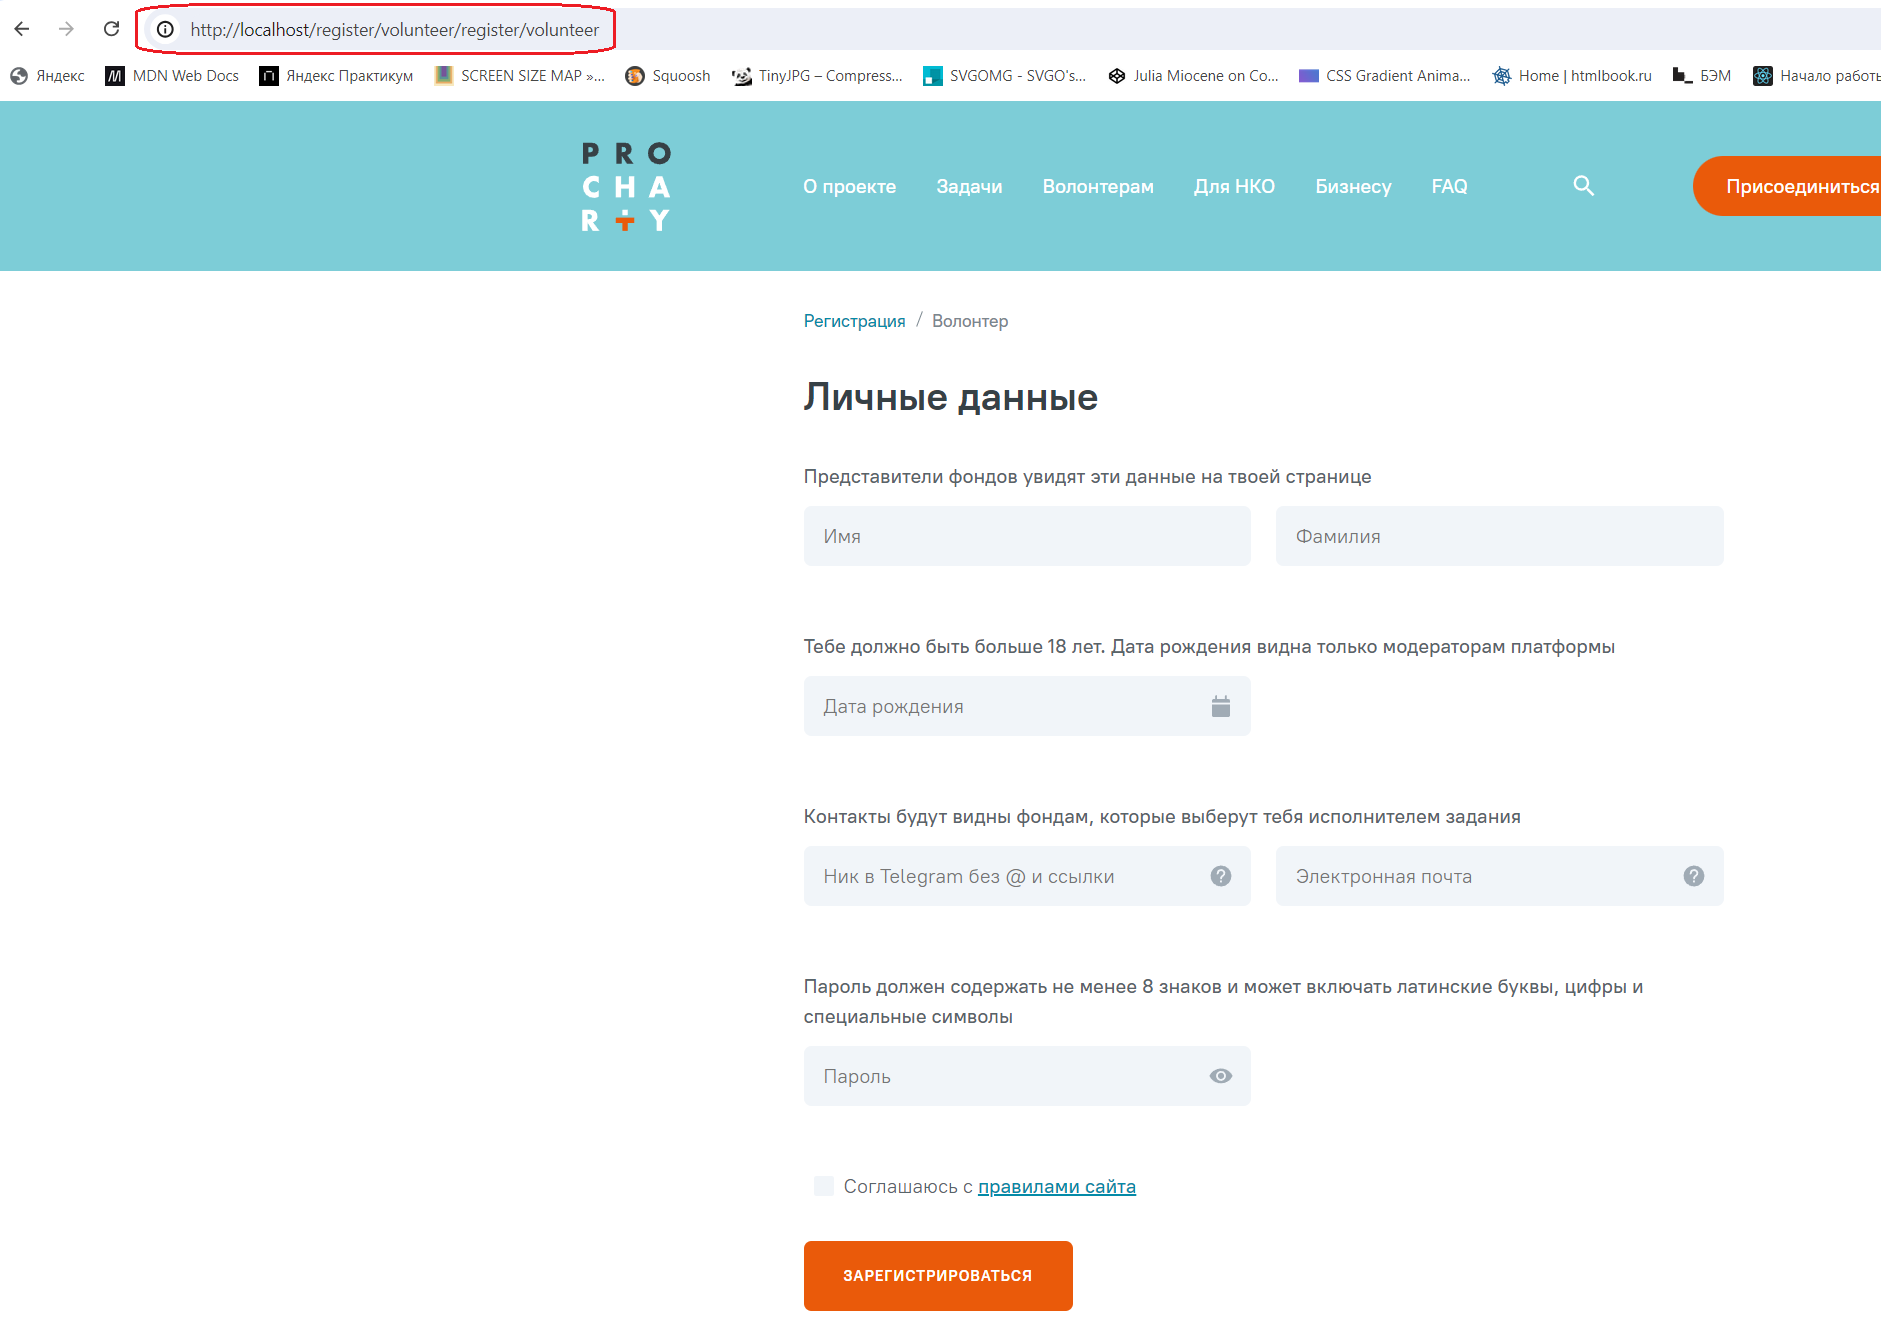 http://localhost/register/volunteer/register/volunteer
Яндекс MDN Web Docs Яндекс Практикум SCREEN SIZE MAP »... Squoosh TinyJPG – Compress... SVGOMG - SVGO's... Julia Miocene on Co... CSS Gradient Anima... Home | htmlbook.ru БЭМ Начало работы
PRO
CHA
R Y
О проекте Задачи Волонтерам Для НКО Бизнесу FAQ Присоединиться
Регистрация / Волонтер
Личные данные
Представители фондов увидят эти данные на твоей странице
Имя Фамилия
Тебе должно быть больше 18 лет. Дата рождения видна только модераторам платформы
Дата рождения
Контакты будут видны фондам, которые выберут тебя исполнителем задания
Ник в Telegram без @ и ссылки Электронная почта
Пароль должен содержать не менее 8 знаков и может включать латинские буквы, цифры и
специальные символы
Пароль
Соглашаюсь с правилами сайта
ЗАРЕГИСТРИРОВАТЬСЯ